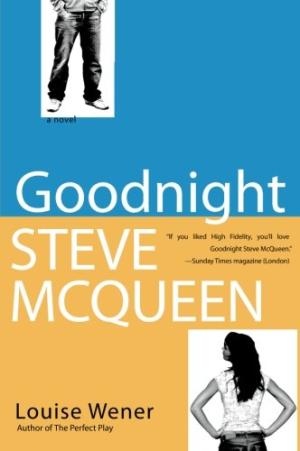 a novel
Goodnight
STEVE
MCQUEEN
"If you liked High Fidelity, you'll love
Goodnight Steve McQueen."
—Sunday Times magazine (London)
Louise Wener
Author of The Perfect Play